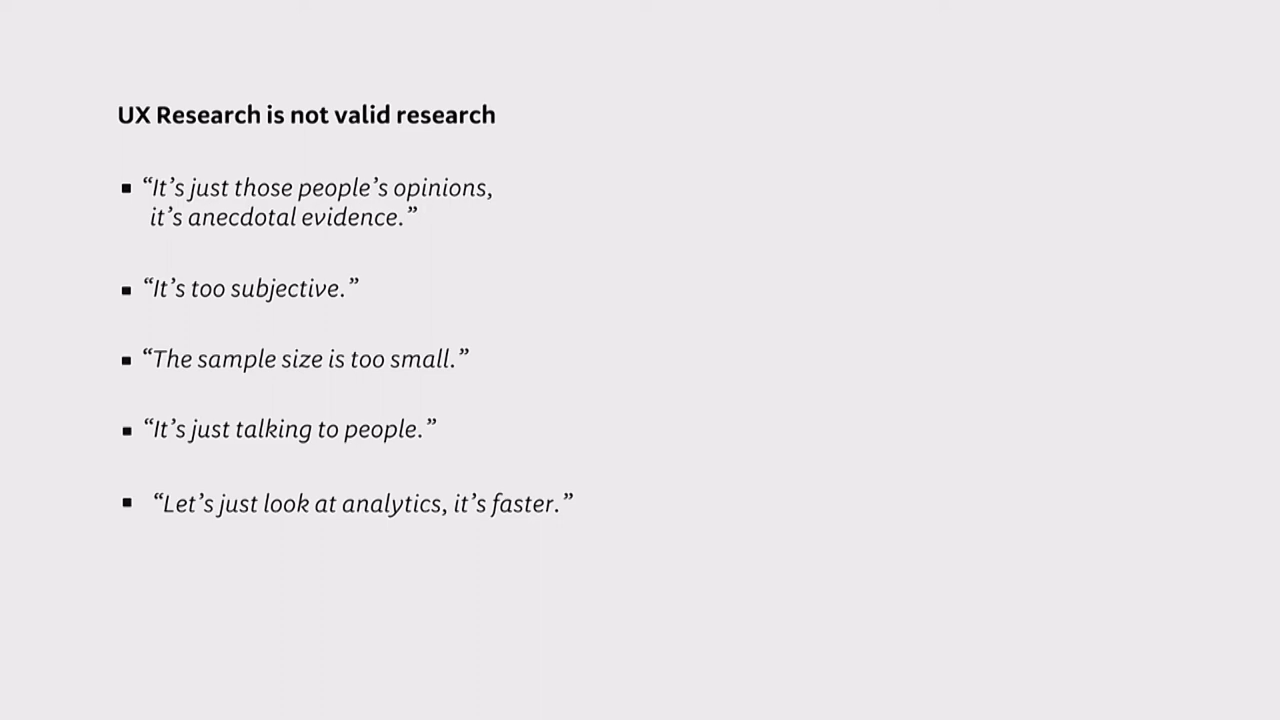 UX Research is not valid research
▪ “It’s just those people’s opinions,
it’s anecdotal evidence.”
▪ “It’s too subjective.”
▪ “The sample size is too small.”
▪ “It’s just talking to people.”
▪ “Let’s just look at analytics, it’s faster.”